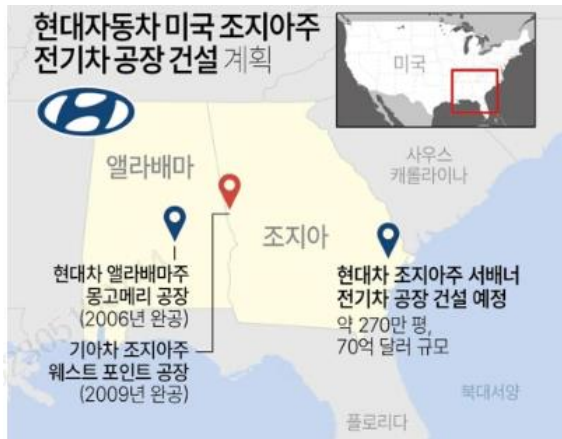 현대자동차 미국 조지아주
전기차 공장 건설 계획
미국
앨라배마
사우스
캐롤라이나
조지아
현대차 앨라배마주
몽고메리 공장
(2006년 완공)
현대차 조지아주 서배너
전기차 공장 건설 예정
약 270만 평,
70억 달러 규모
기아차 조지아주
웨스트 포인트 공장
(2009년 완공)
북대서양
플로리다